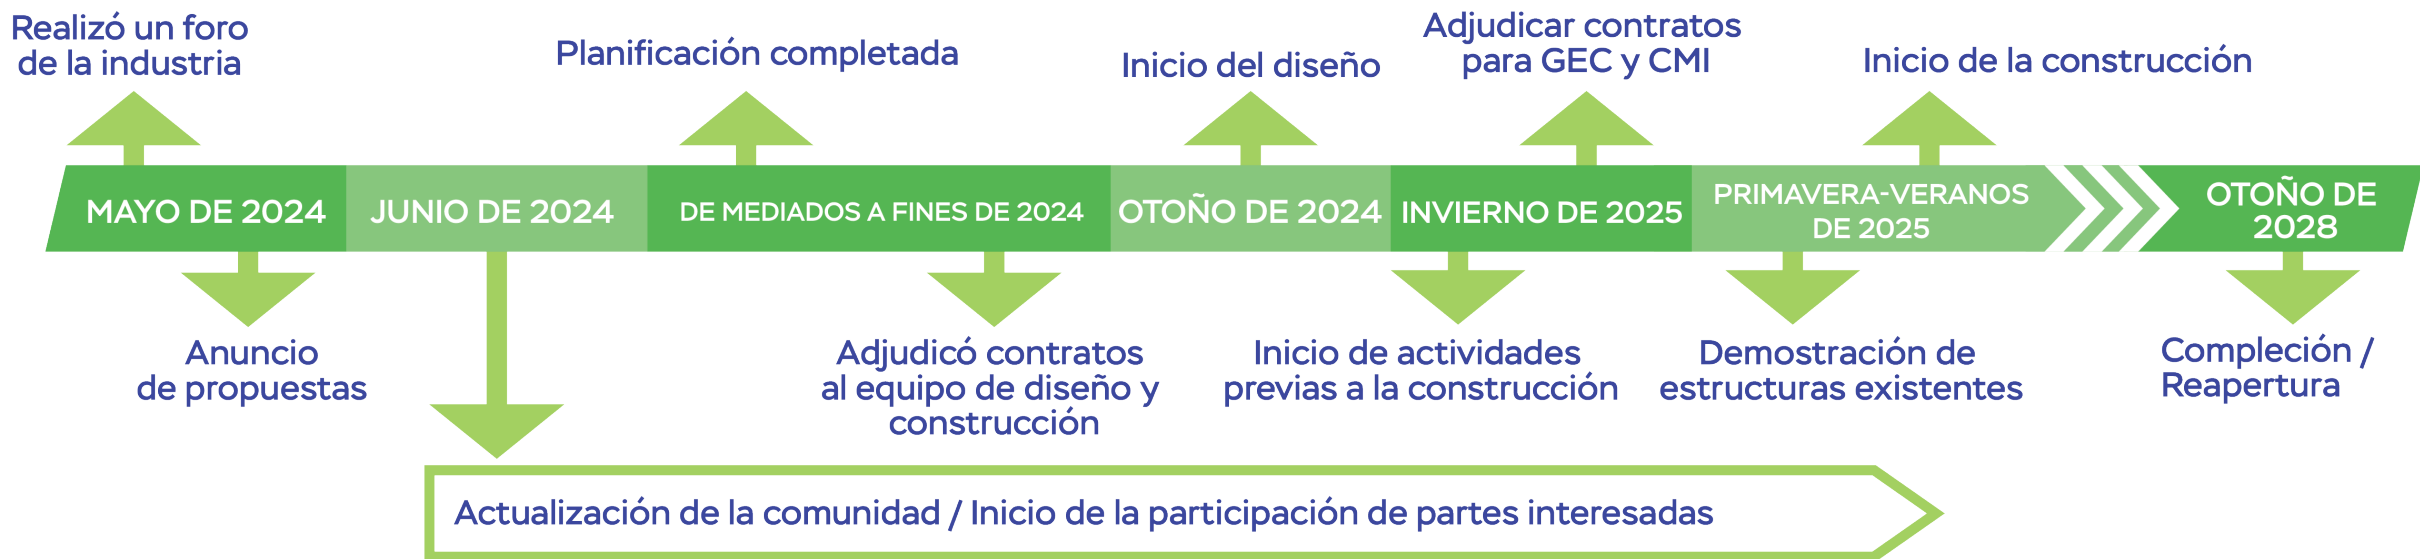 Realizó un foro
de la industria
Planificación completada
Inicio del diseño
Adjudicar contratos
para GEC y CMI
Inicio de la construcción
MAYO DE 2024
JUNIO DE 2024
DE MEDIADOS A FINES DE 2024
OTOÑO DE 2024
INVIERNO DE 2025
PRIMAVERA-VERANOS
DE 2025
OTOÑO DE
2028
Anuncio
de propuestas
Adjudicó contratos
al equipo de diseño y
construcción
Inicio de actividades
previas a la construcción
Demostración de
estructuras existentes
Compleción /
Reapertura
Actualización de la comunidad / Inicio de la participación de partes interesadas